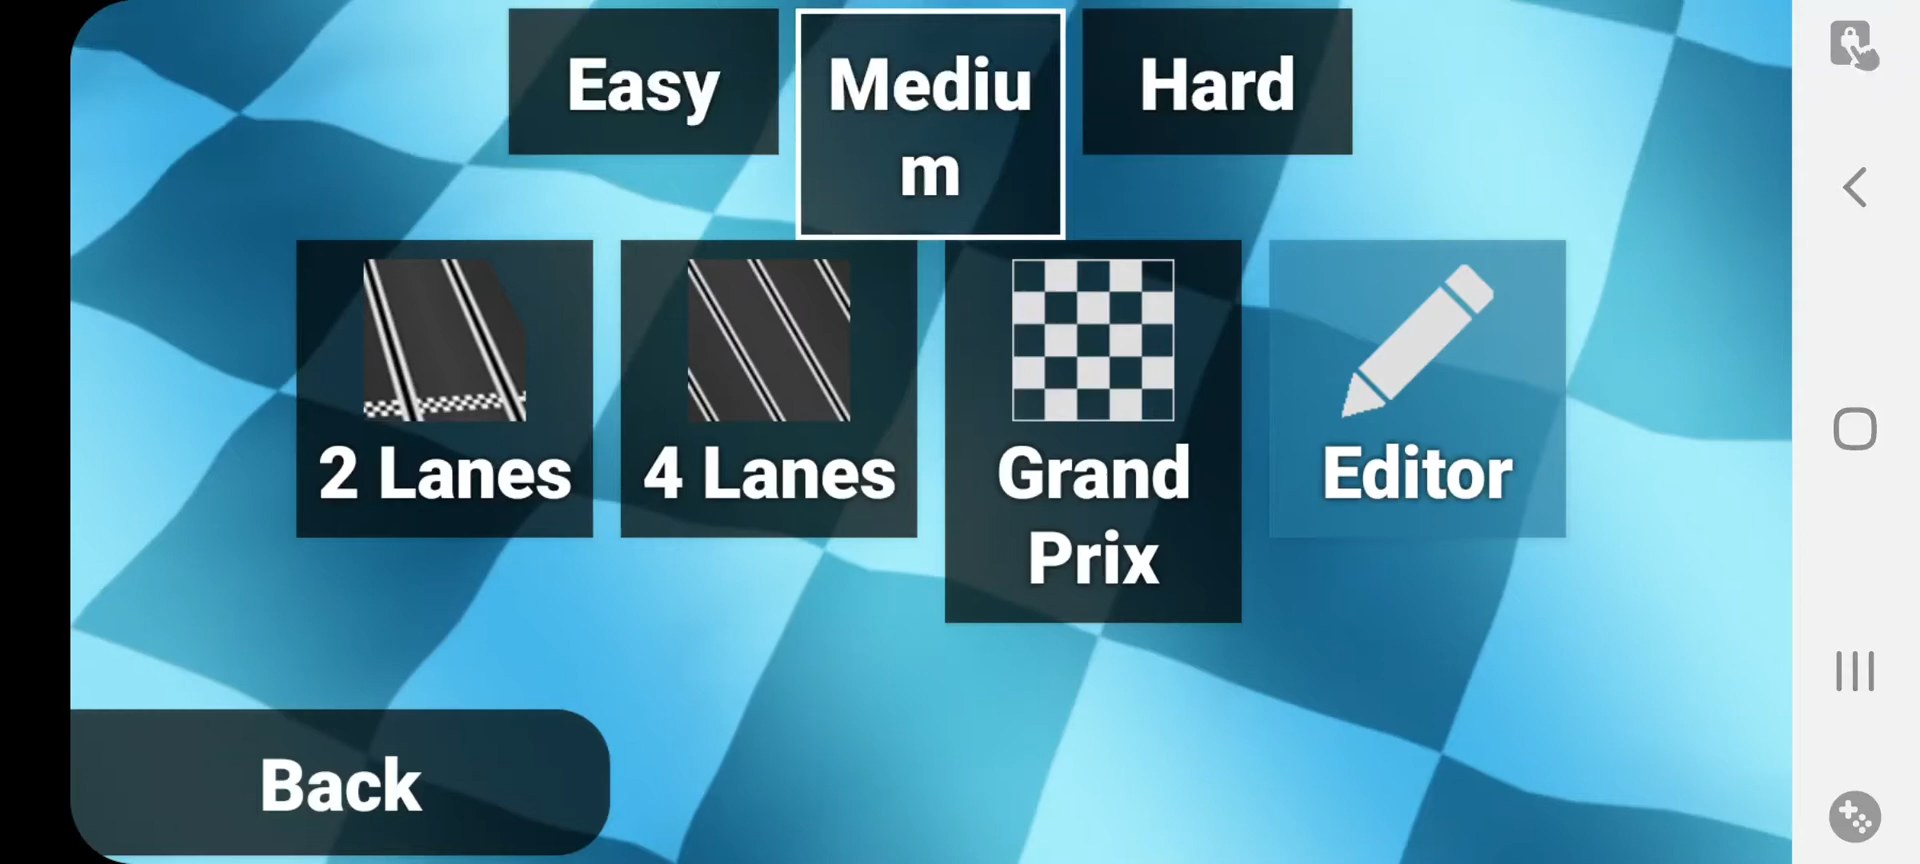 Easy
Mediu
m
Hard
2 Lanes
4 Lanes
Grand
Prix
Editor
Back